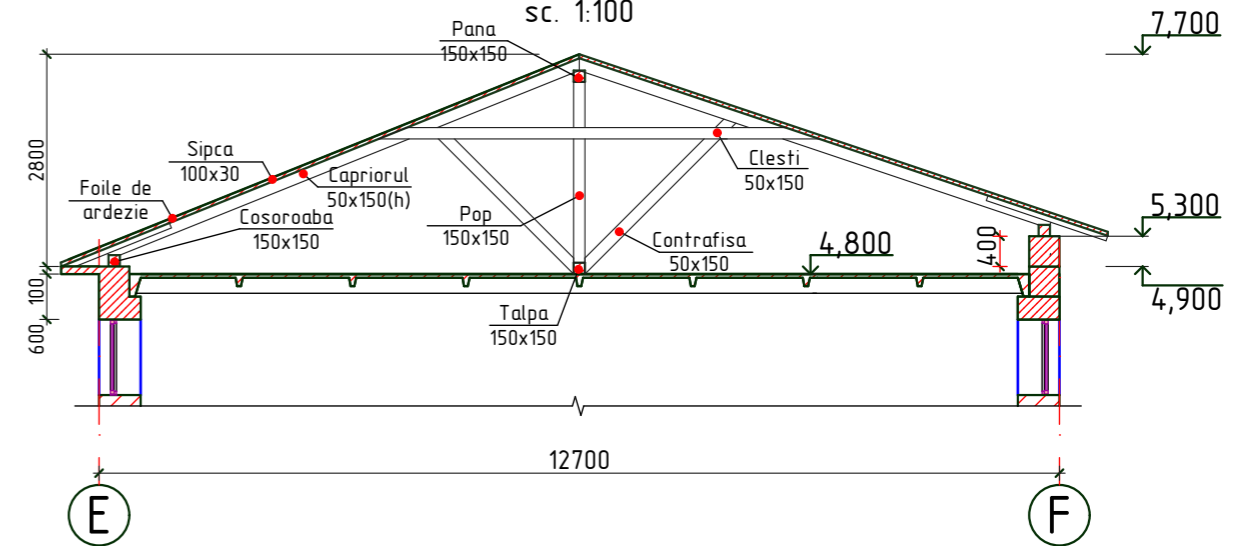 sc. 1:100
Pana
150x150
7,700
2800
Sipca
100x30
Capriorul
50x150(h)
Clesti
50x150
Foile de
ardezie
Cosoroaba
150x150
Pop
150x150
Contrafisa
50x150
4,800
400
5,300
4,900
100
600
Talpa
150x150
12700
E
F